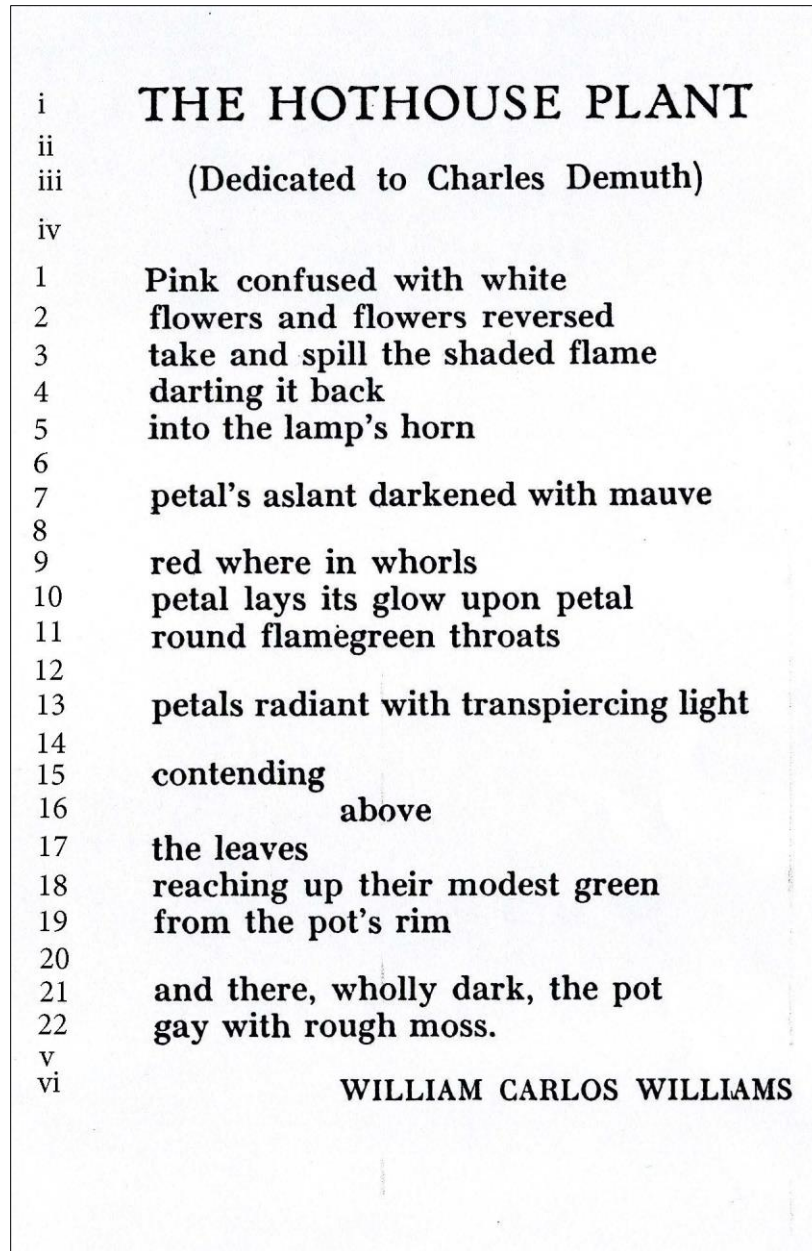 i THE HOTHOUSE PLANT
ii
iii (Dedicated to Charles Demuth)
iv
1 Pink confused with white
2 flowers and flowers reversed
3 take and spill the shaded flame
4 darting it back
5 into the lamp's horn
6
7 petal's aslant darkened with mauve
8
9 red where in whorls
10 petal lays its glow upon petal
11 round flamegreen throats
12
13 petals radiant with transpiercing light
14
15 contending
16 above
17 the leaves
18 reaching up their modest green
19 from the pot's rim
20
21 and there, wholly dark, the pot
22 gay with rough moss.
v
vi WILLIAM CARLOS WILLIAMS